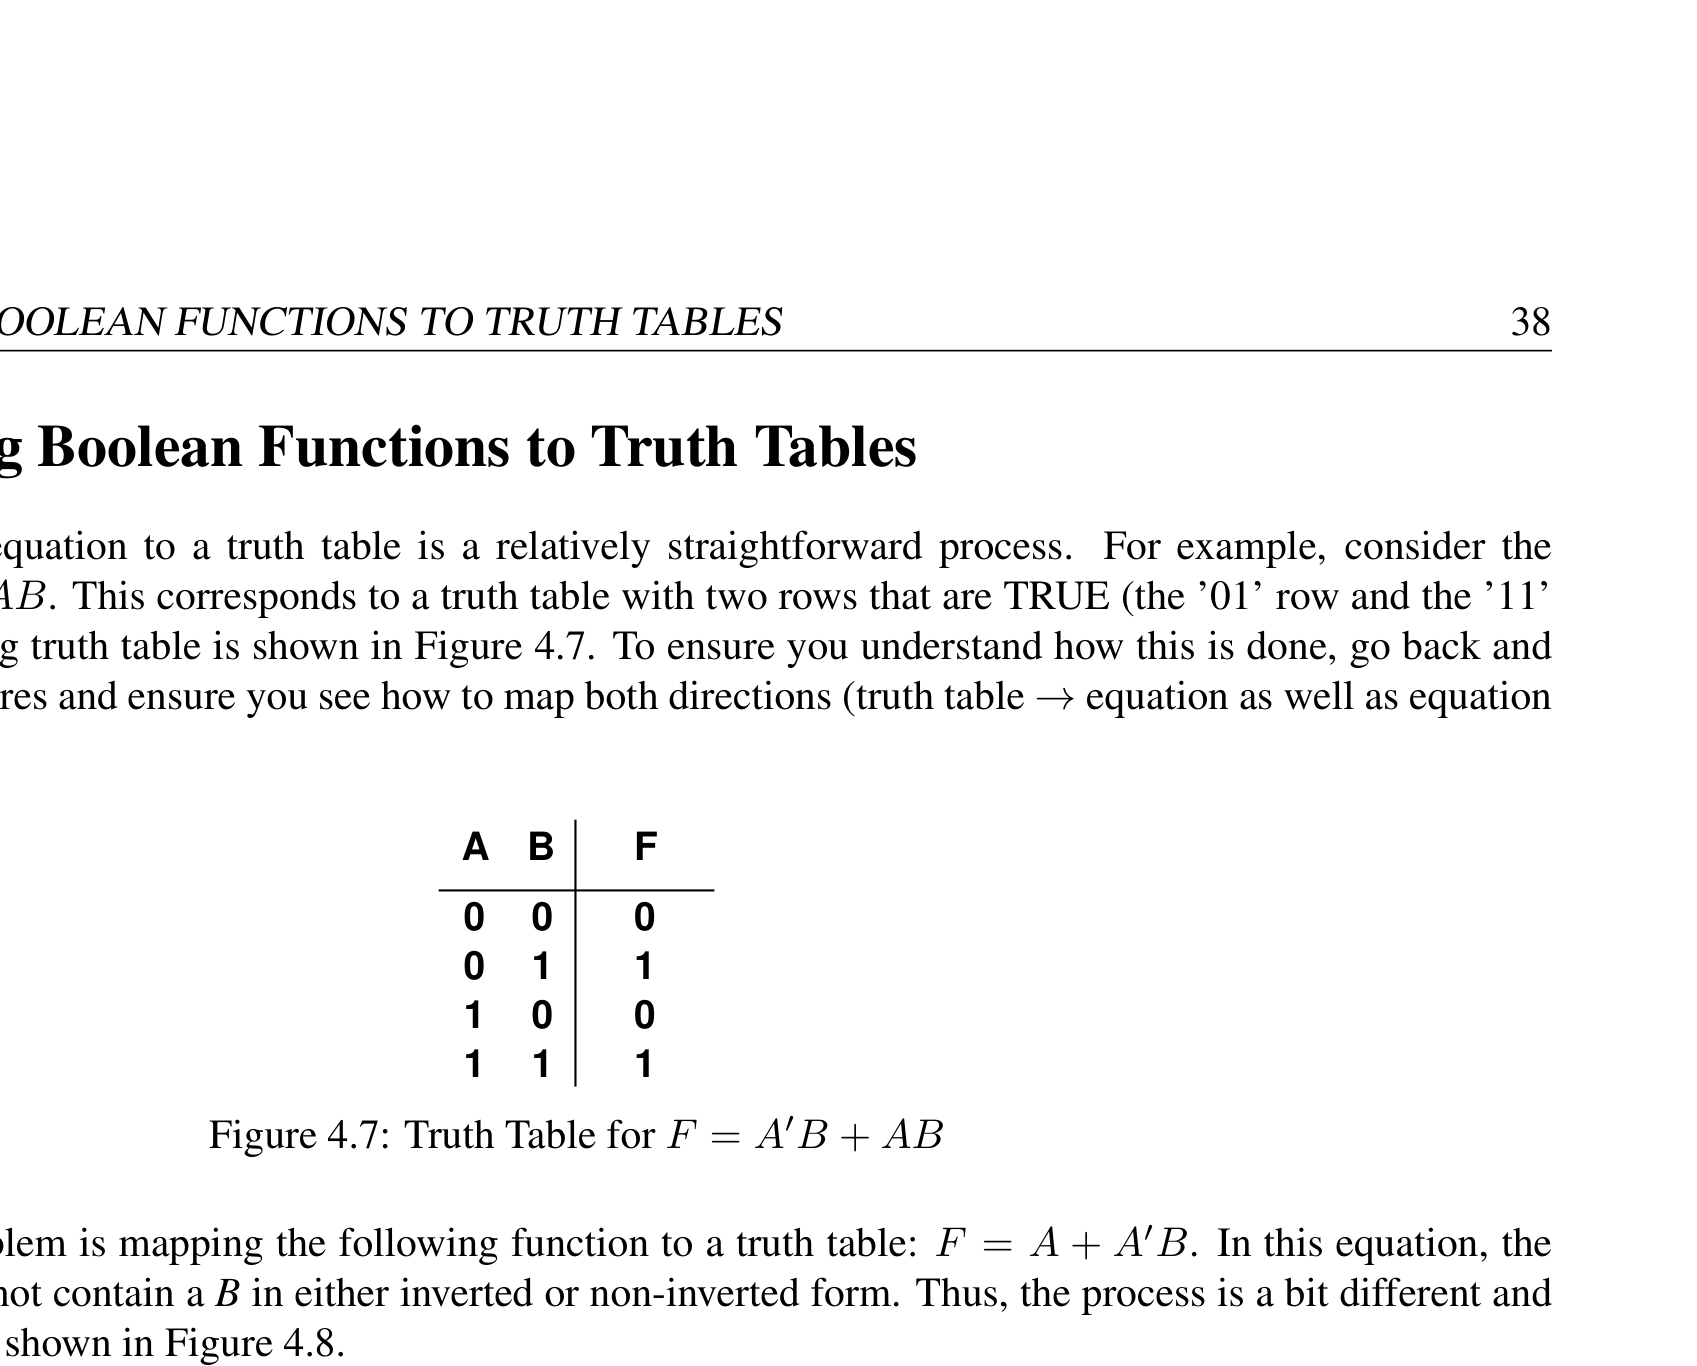 OOLEAN FUNCTIONS TO TRUTH TABLES 38
g Boolean Functions to Truth Tables
equation to a truth table is a relatively straightforward process. For example, consider the
AB. This corresponds to a truth table with two rows that are TRUE (the ’01’ row and the ’11’
g truth table is shown in Figure 4.7. To ensure you understand how this is done, go back and
res and ensure you see how to map both directions (truth table → equation as well as equation
A B F
0 0 0
0 1 1
1 0 0
1 1 1
Figure 4.7: Truth Table for F = A′B + AB
lem is mapping the following function to a truth table: F = A + A′B. In this equation, the
not contain a B in either inverted or non-inverted form. Thus, the process is a bit different and
shown in Figure 4.8.